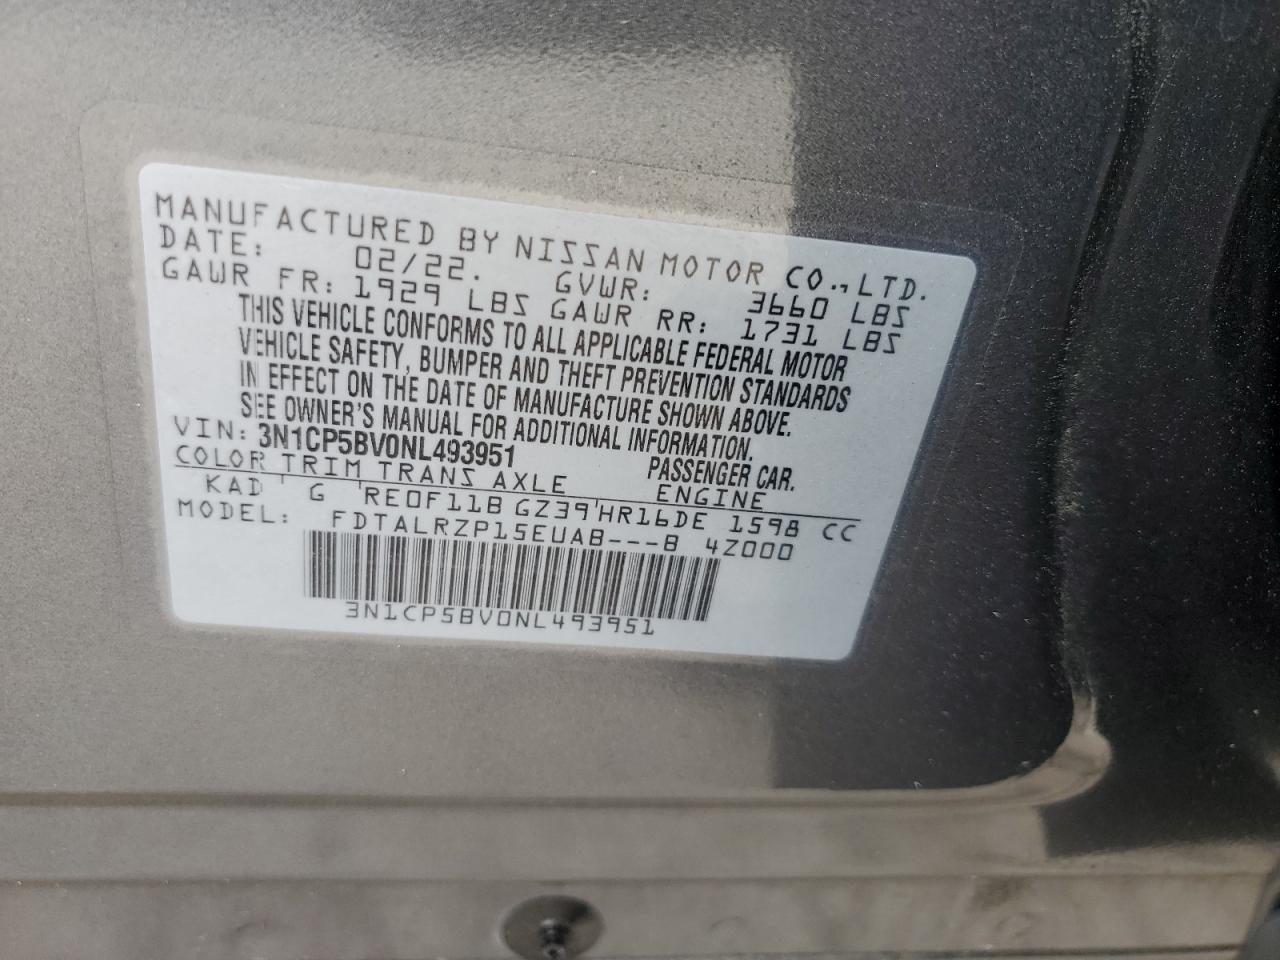 MANUFACTURED BY NISSAN MOTOR CO., LTD.
DATE: 02/22. GVWR: 3660 LBS
GAWR FR: 1929 LBS GAWR RR: 1731 LBS
THIS VEHICLE CONFORMS TO ALL APPLICABLE FEDERAL MOTOR
VEHICLE SAFETY, BUMPER AND THEFT PREVENTION STANDARDS
IN EFFECT ON THE DATE OF MANUFACTURE SHOWN ABOVE.
SEE OWNER'S MANUAL FOR ADDITIONAL INFORMATION.
VIN: 3N1CP5BV0NL493951 PASSENGER CAR.
COLOR TRIM TRANS AXLE ENGINE
KAD ' G 'RE0F11B GZ39'HR16DE 1598 CC
MODEL: FDTALRZP15EUAB---B 4Z000
3N1CP5BV0NL493951